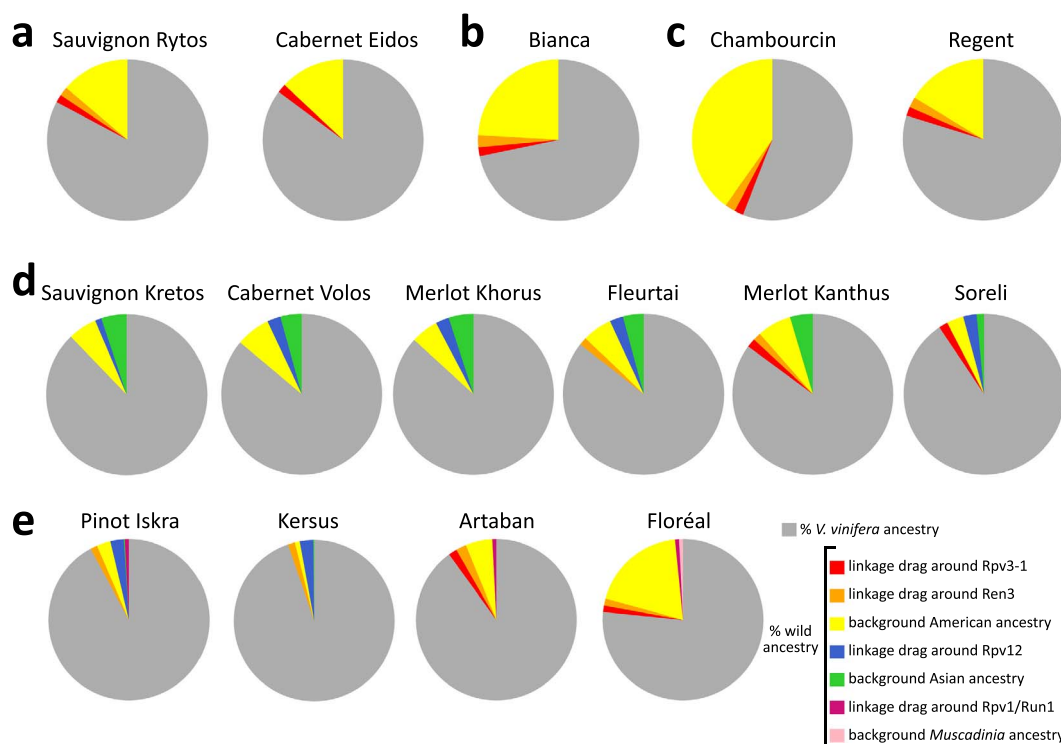 a
Sauvignon Rytos
Cabernet Eidos
b
Bianca
c
Chambourcin
Regent
d
Sauvignon Kretos
Cabernet Volos
Merlot Khorus
Fleurtai
Merlot Kanthus
Soreli
e
Pinot Iskra
Kersus
Artaban
Floréal
% V. vinifera ancestry
% wild
ancestry
linkage drag around Rpv3-1
linkage drag around Ren3
background American ancestry
linkage drag around Rpv12
background Asian ancestry
linkage drag around Rpv1/Run1
background Muscadinia ancestry